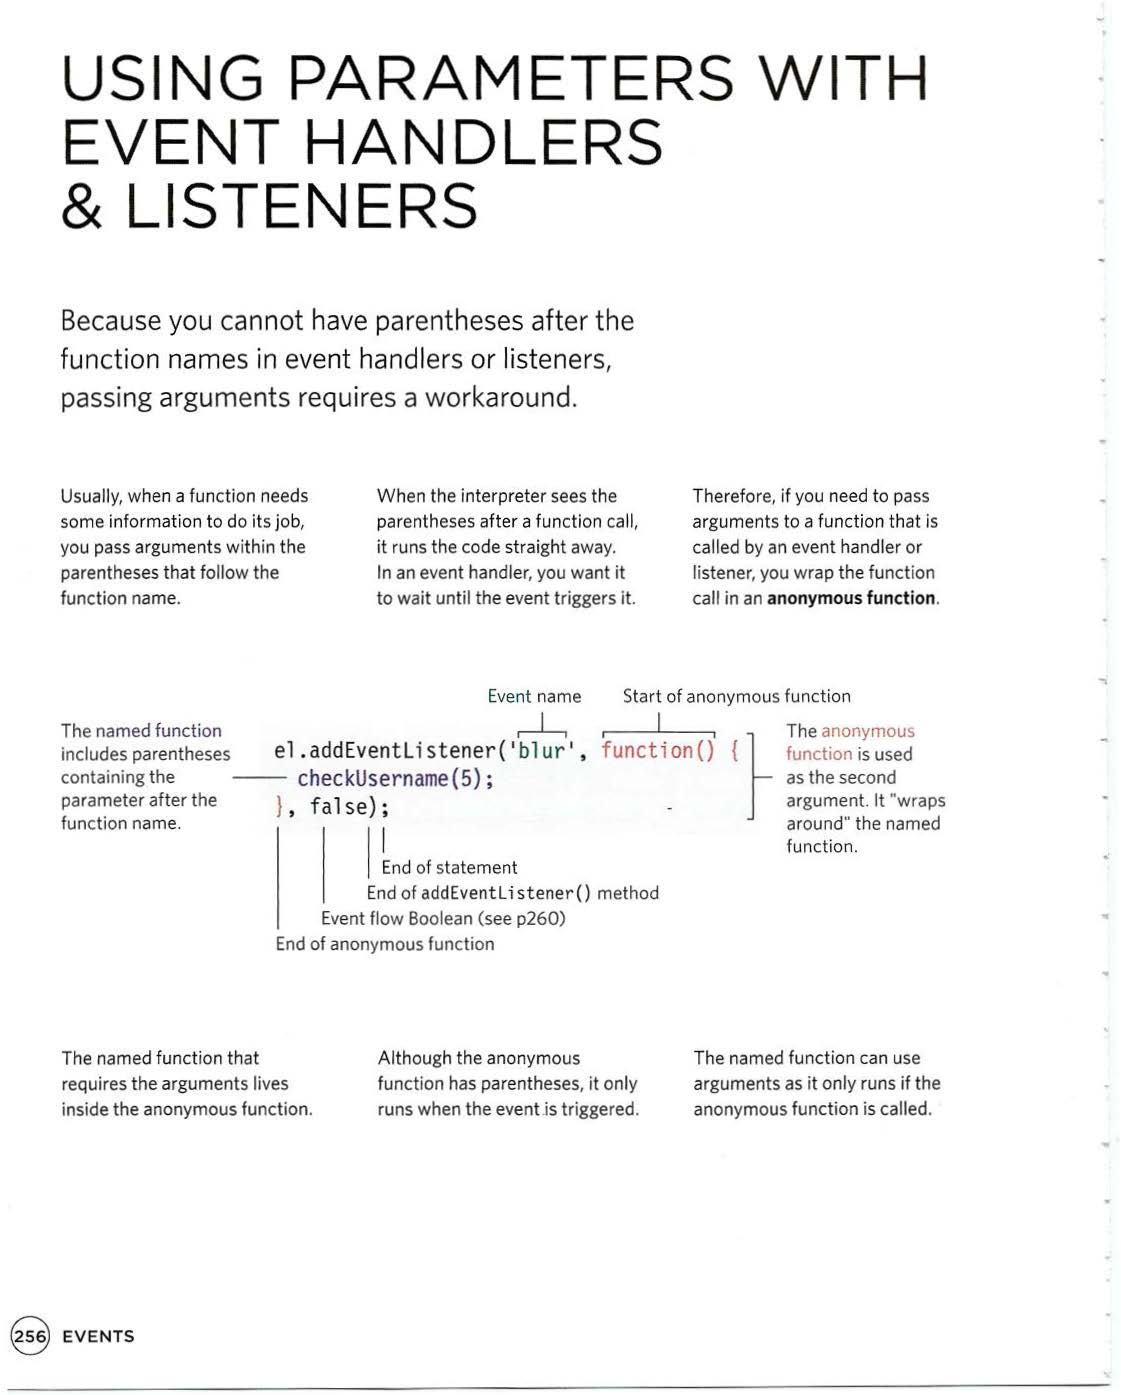 USING PARAMETERS WITH
EVENT HANDLERS
& LISTENERS
Because you cannot have parentheses after the
function names in event handlers or listeners,
passing arguments requires a workaround.
Usually, when a function needs
some information to do its job,
you pass arguments within the
parentheses that follow the
function name.
When the interpreter sees the
parentheses after a function call,
it runs the code straight away.
In an event handler, you want it
to wait until the event triggers it.
Therefore, if you need to pass
arguments to a function that is
called by an event handler or
listener, you wrap the function
call in an anonymous function.
Event name
Start of anonymous function
The named function
includes parentheses
containing the
parameter after the
function name.
el.addEventListener('blur', function() {
checkUsername(5);
}, false);
The anonymous
function is used
as the second
argument. It "wraps
around" the named
function.
End of statement
End of addEventListener() method
Event flow Boolean (see p260)
End of anonymous function
The named function that
requires the arguments lives
inside the anonymous function.
Although the anonymous
function has parentheses, it only
runs when the event is triggered.
The named function can use
arguments as it only runs if the
anonymous function is called.
256 EVENTS